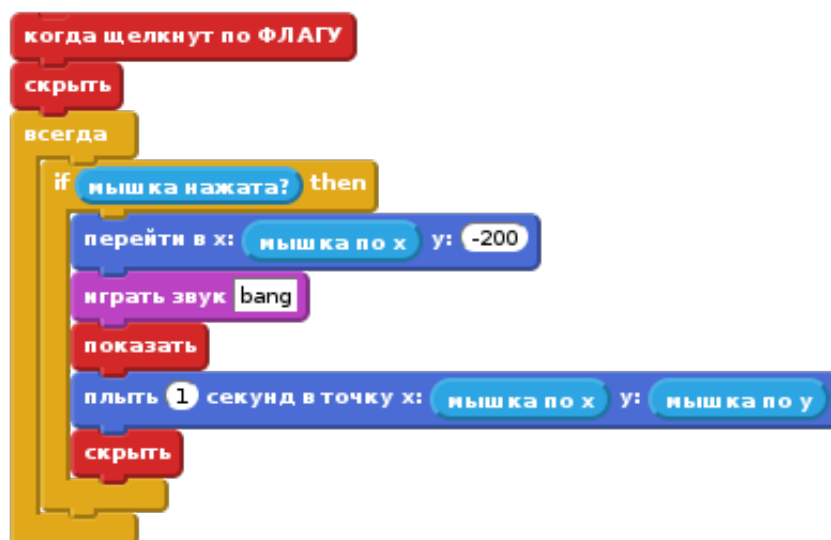 когда щелкнут по ФЛАГУ
скрыть
всегда
if мышка нажата? then
перейти в x: мышка по x y: -200
играть звук bang
показать
плыть 1 секунд в точку x: мышка по x y: мышка по y
скрыть